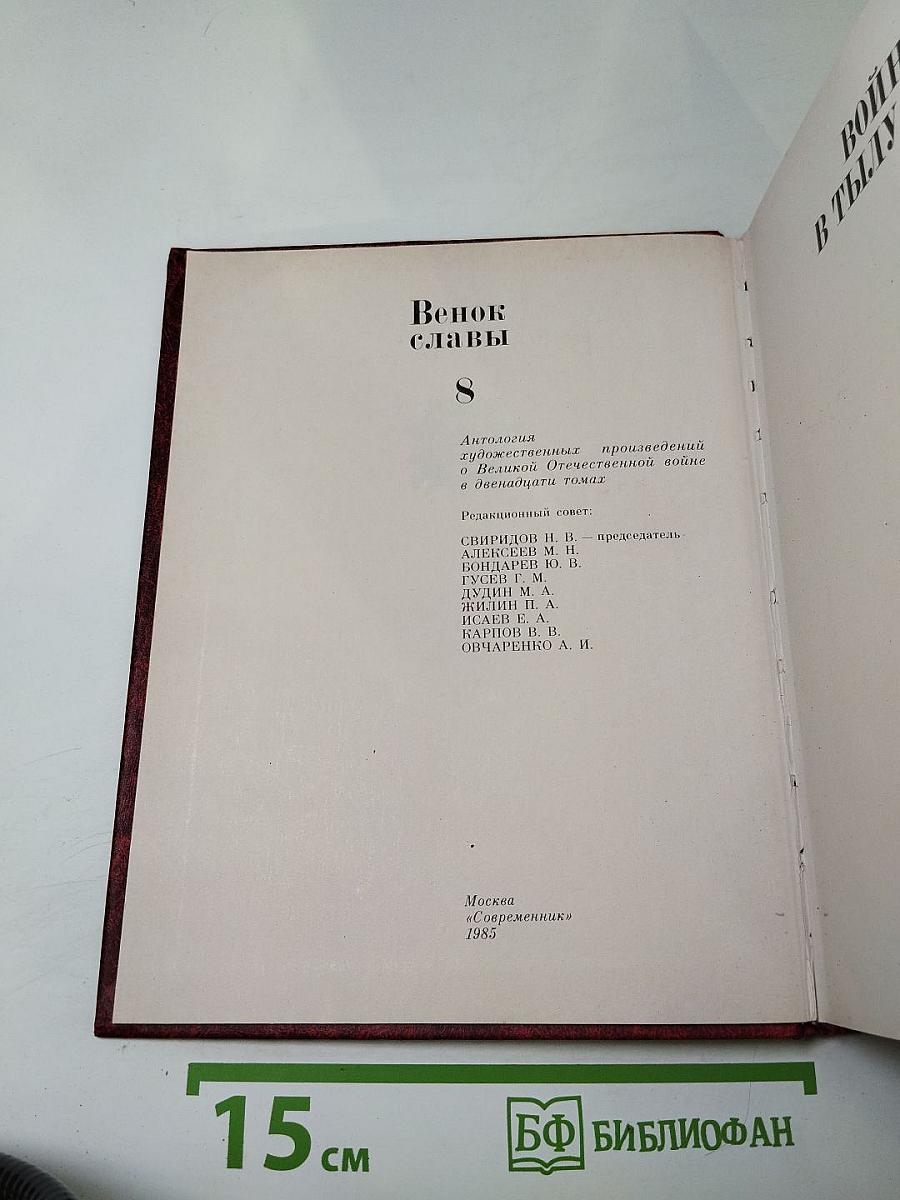 Венок
славы
8
Антология
художественных произведений
о Великой Отечественной войне
в двенадцати томах
Редакционный совет:
СВИРИДОВ Н. В. — председатель
АЛЕКСЕЕВ М. Н.
БОНДАРЕВ Ю. В.
ГУСЕВ Г. М.
ДУДИН М. А.
ЖИЛИН П. А.
ИСАЕВ Е. А.
КАРПОВ В. В.
ОВЧАРЕНКО А. И.
Москва
«Современник»
1985
В ТЫЛУ
15 см
БФ БИБЛИОФАН